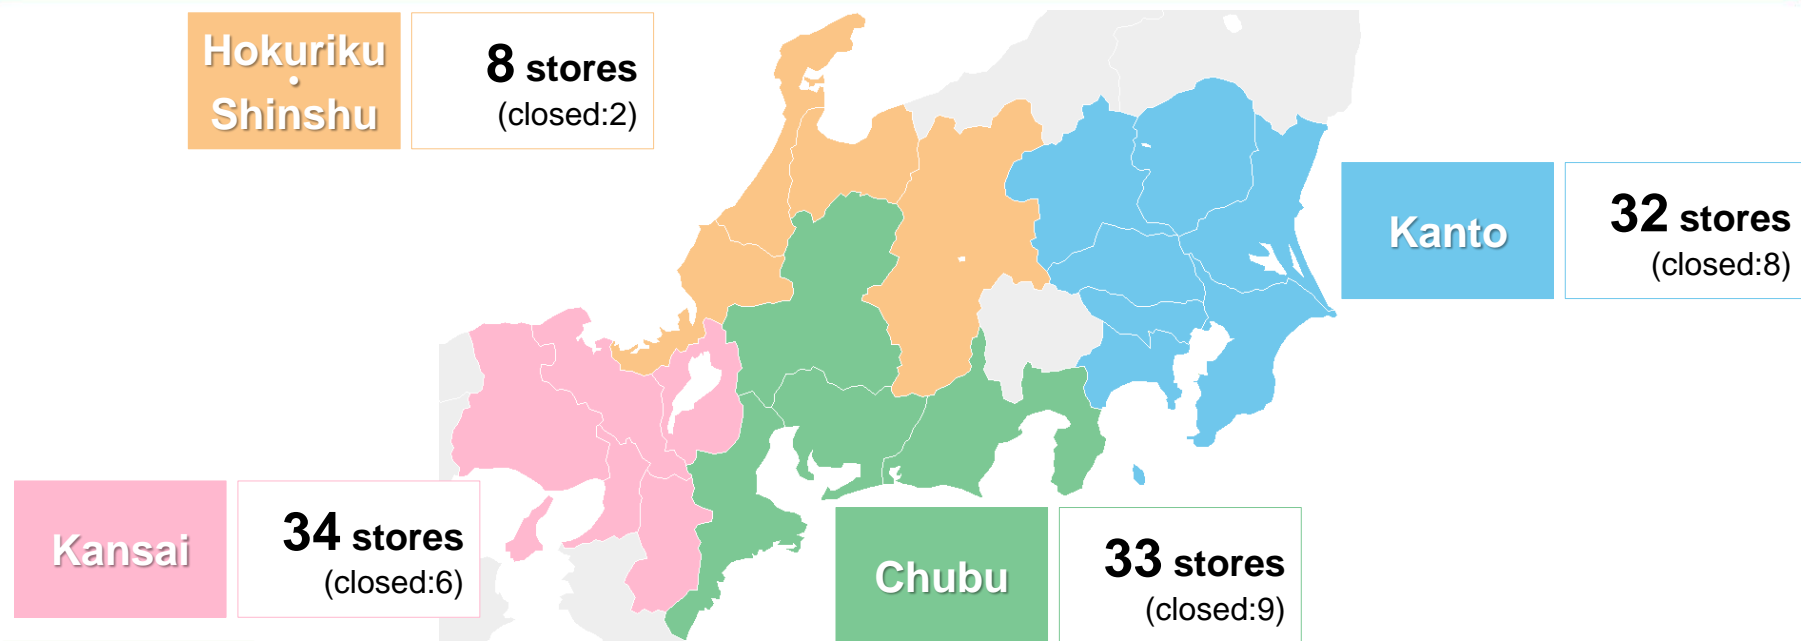 Hokuriku
・
Shinshu
8 stores
(closed:2)
Kanto
32 stores
(closed:8)
Kansai
34 stores
(closed:6)
Chubu
33 stores
(closed:9)